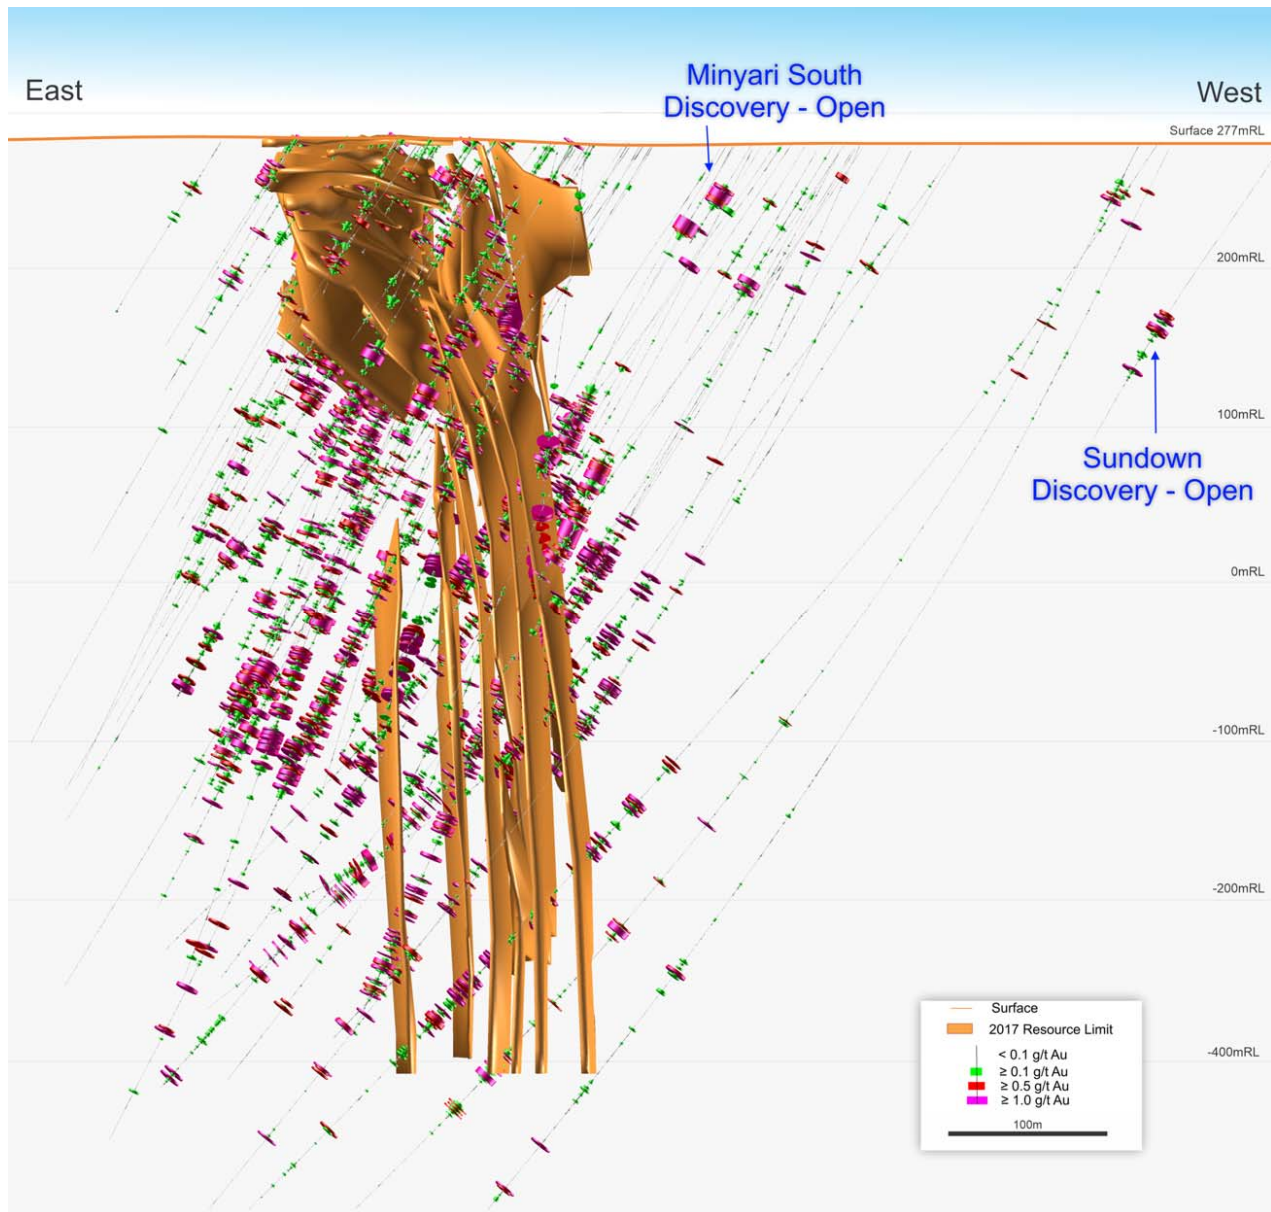 East
Minyari South
Discovery - Open
West
Surface 277mRL
200mRL
100mRL
Sundown
Discovery - Open
0mRL
-100mRL
-200mRL
-400mRL
Surface
2017 Resource Limit
< 0.1 g/t Au
≥ 0.1 g/t Au
≥ 0.5 g/t Au
≥ 1.0 g/t Au
100m